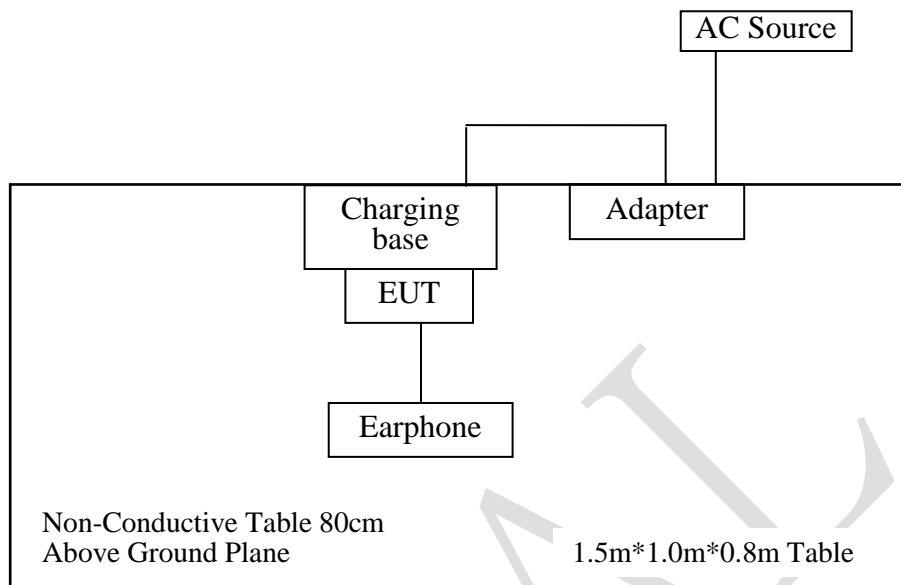 AC Source
Charging
base
Adapter
EUT
Earphone
Non-Conductive Table 80cm
Above Ground Plane
1.5m*1.0m*0.8m Table